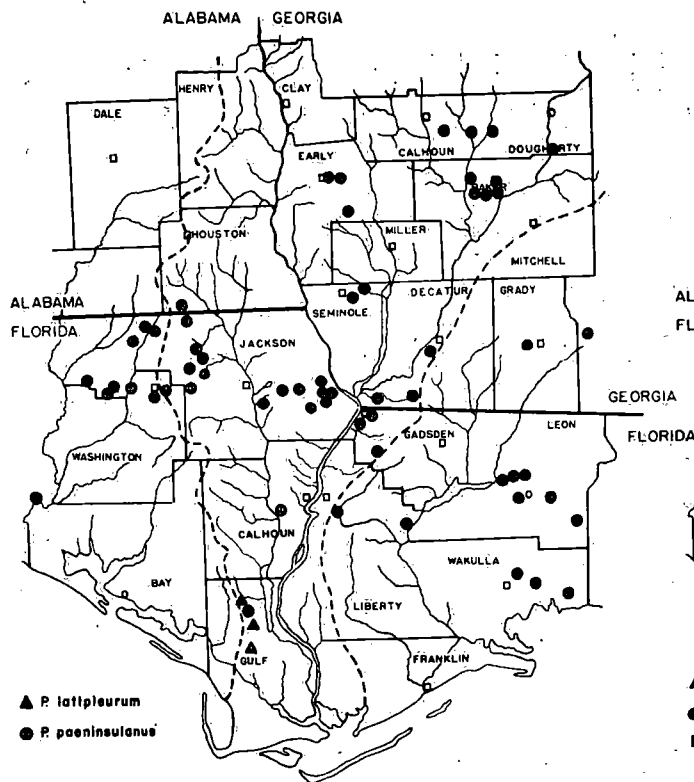 ALABAMA GEORGIA
HENRY
CLAY
DALE
EARLY
CALHOUN
DOUGHERTY
BAKER
HOUSTON
MILLER
MITCHELL
ALABAMA
FLORIDA
SEMINOLE
DECATUR
GRADY
AL
FL
JACKSON
GEORGIA
FLORIDA
WASHINGTON
GADSDEN
LEON
CALHOUN
BAY
WAKULLA
LIBERTY
GULF
FRANKLIN
P. latipleurum
P. paeninsulanus